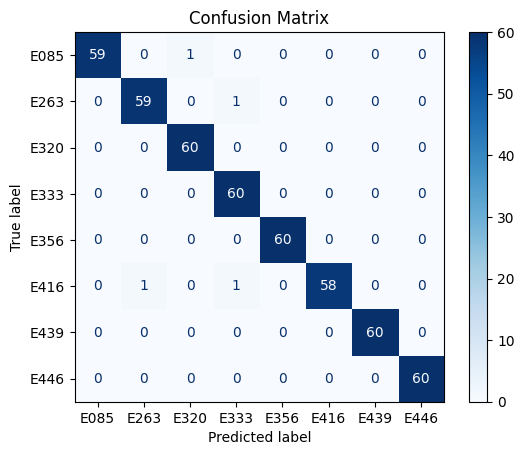 Confusion Matrix
E085 59 0 1 0 0 0 0 0
E263 0 59 0 1 0 0 0 0
E320 0 0 60 0 0 0 0 0
E333 0 0 0 60 0 0 0 0
E356 0 0 0 0 60 0 0 0
E416 0 1 0 1 0 58 0 0
E439 0 0 0 0 0 0 60 0
E446 0 0 0 0 0 0 0 60
E085 E263 E320 E333 E356 E416 E439 E446
Predicted label
True label
60
50
40
30
20
10
0